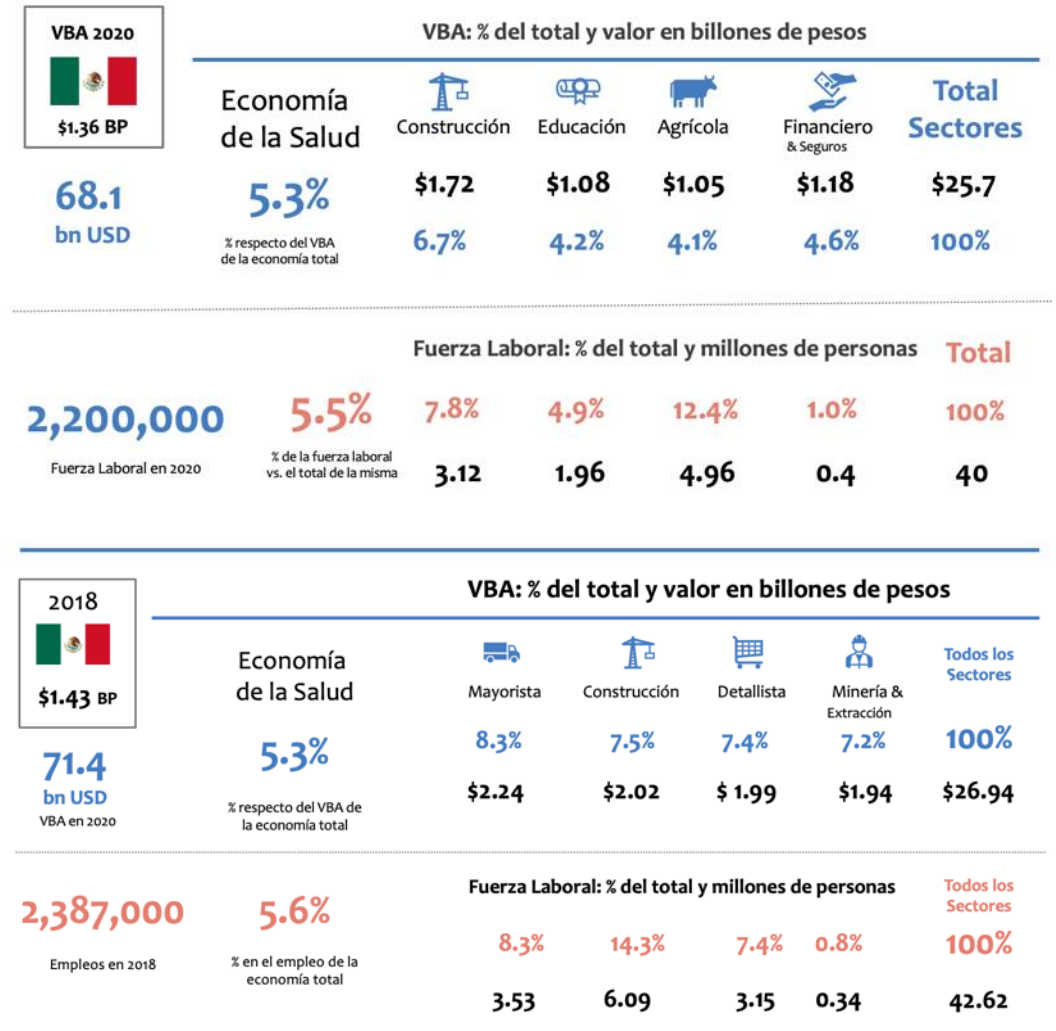 VBA 2020
$1.36 BP
68.1
bn USD
VBA: % del total y valor en billones de pesos
Economía
de la Salud
Construcción
Educación
Agrícola
Financiero
& Seguros
Total
Sectores
5.3%
% respecto del VBA
de la economía total
$1.72
$1.08
$1.05
$1.18
$25.7
6.7%
4.2%
4.1%
4.6%
100%
Fuerza Laboral: % del total y millones de personas
Total
2,200,000
Fuerza Laboral en 2020
5.5%
% de la fuerza laboral
vs. el total de la misma
7.8%
4.9%
12.4%
1.0%
100%
3.12
1.96
4.96
0.4
40
2018
$1.43 BP
71.4
bn USD
VBA en 2020
VBA: % del total y valor en billones de pesos
Economía
de la Salud
Mayorista
Construcción
Detallista
Minería &
Extracción
Todos los
Sectores
5.3%
% respecto del VBA de
la economía total
8.3%
7.5%
7.4%
7.2%
100%
$2.24
$2.02
$ 1.99
$1.94
$26.94
Fuerza Laboral: % del total y millones de personas
Todos los
Sectores
2,387,000
Empleos en 2018
5.6%
% en el empleo de la
economía total
8.3%
14.3%
7.4%
0.8%
100%
3.53
6.09
3.15
0.34
42.62